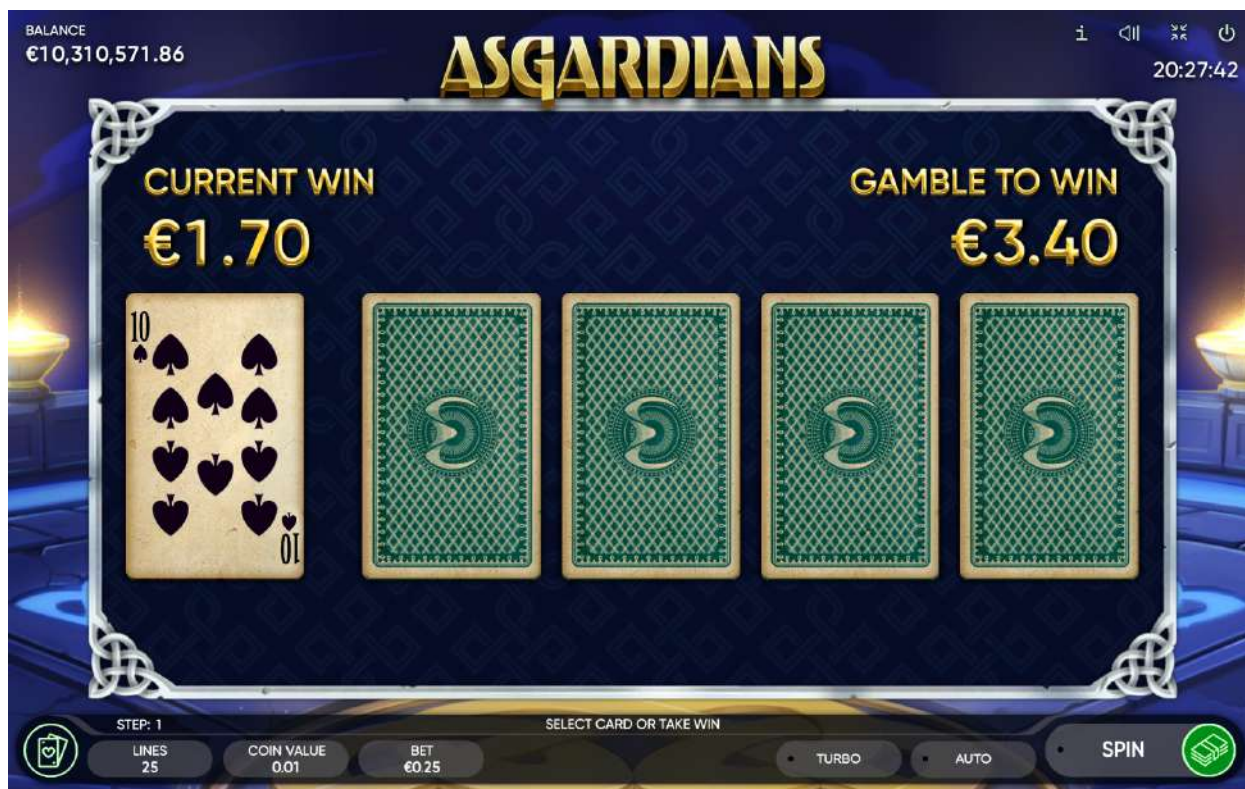 BALANCE
€10,310,571.86
ASGARDIANS
20:27:42
CURRENT WIN
€1.70
GAMBLE TO WIN
€3.40
10
10
STEP: 1
SELECT CARD OR TAKE WIN
LINES
25
COIN VALUE
0.01
BET
€0.25
TURBO
AUTO
SPIN